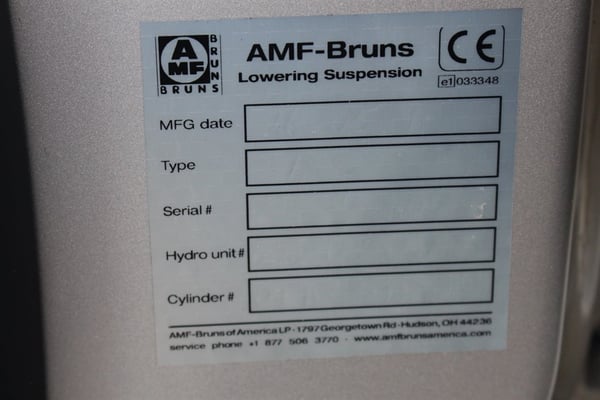 AMF BRUNS BRUNS
AMF-Bruns
Lowering Suspension
CE
e1 033348
MFG date
Type
Serial #
Hydro unit#
Cylinder #
AMF-Bruns of America LP · 1797 Georgetown Rd · Hudson, OH 44236
service phone +1 877 506 3770 · www.amfbrunsamerica.com